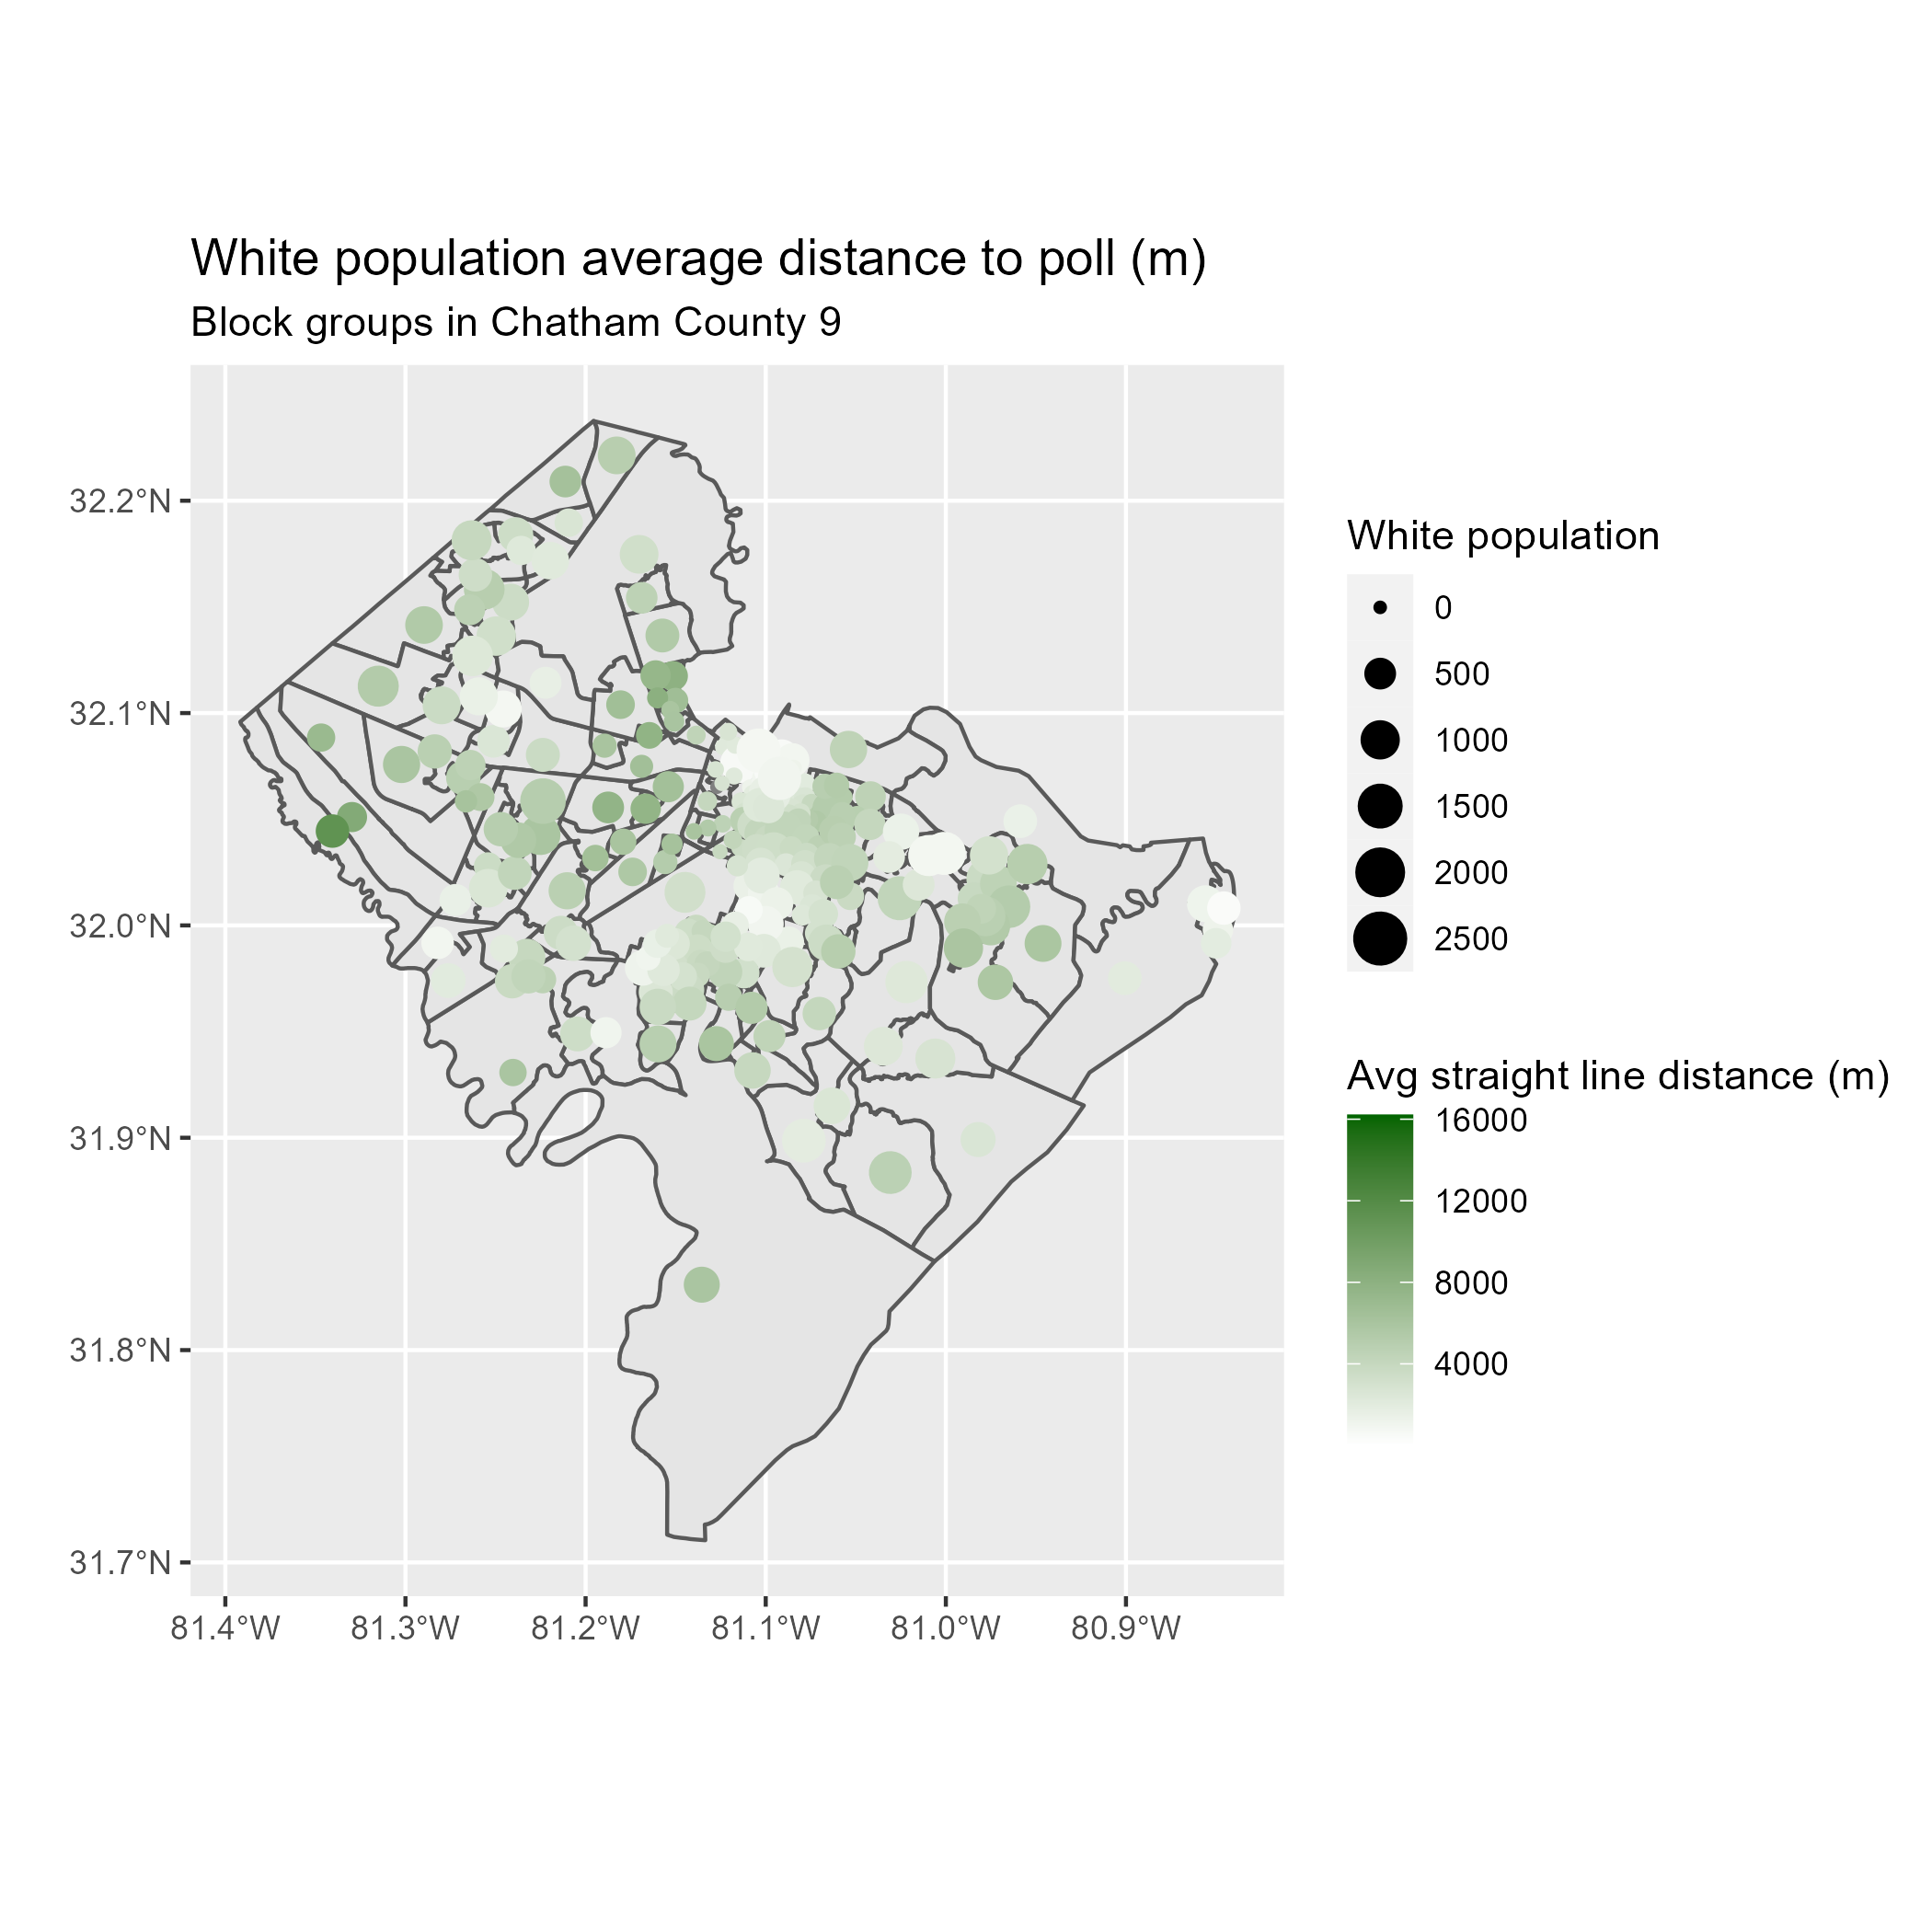 White population average distance to poll (m)
Block groups in Chatham County 9
32.2°N
32.1°N
32.0°N
31.9°N
31.8°N
31.7°N
81.4°W
81.3°W
81.2°W
81.1°W
81.0°W
80.9°W
White population
0
500
1000
1500
2000
2500
Avg straight line distance (m)
16000
12000
8000
4000